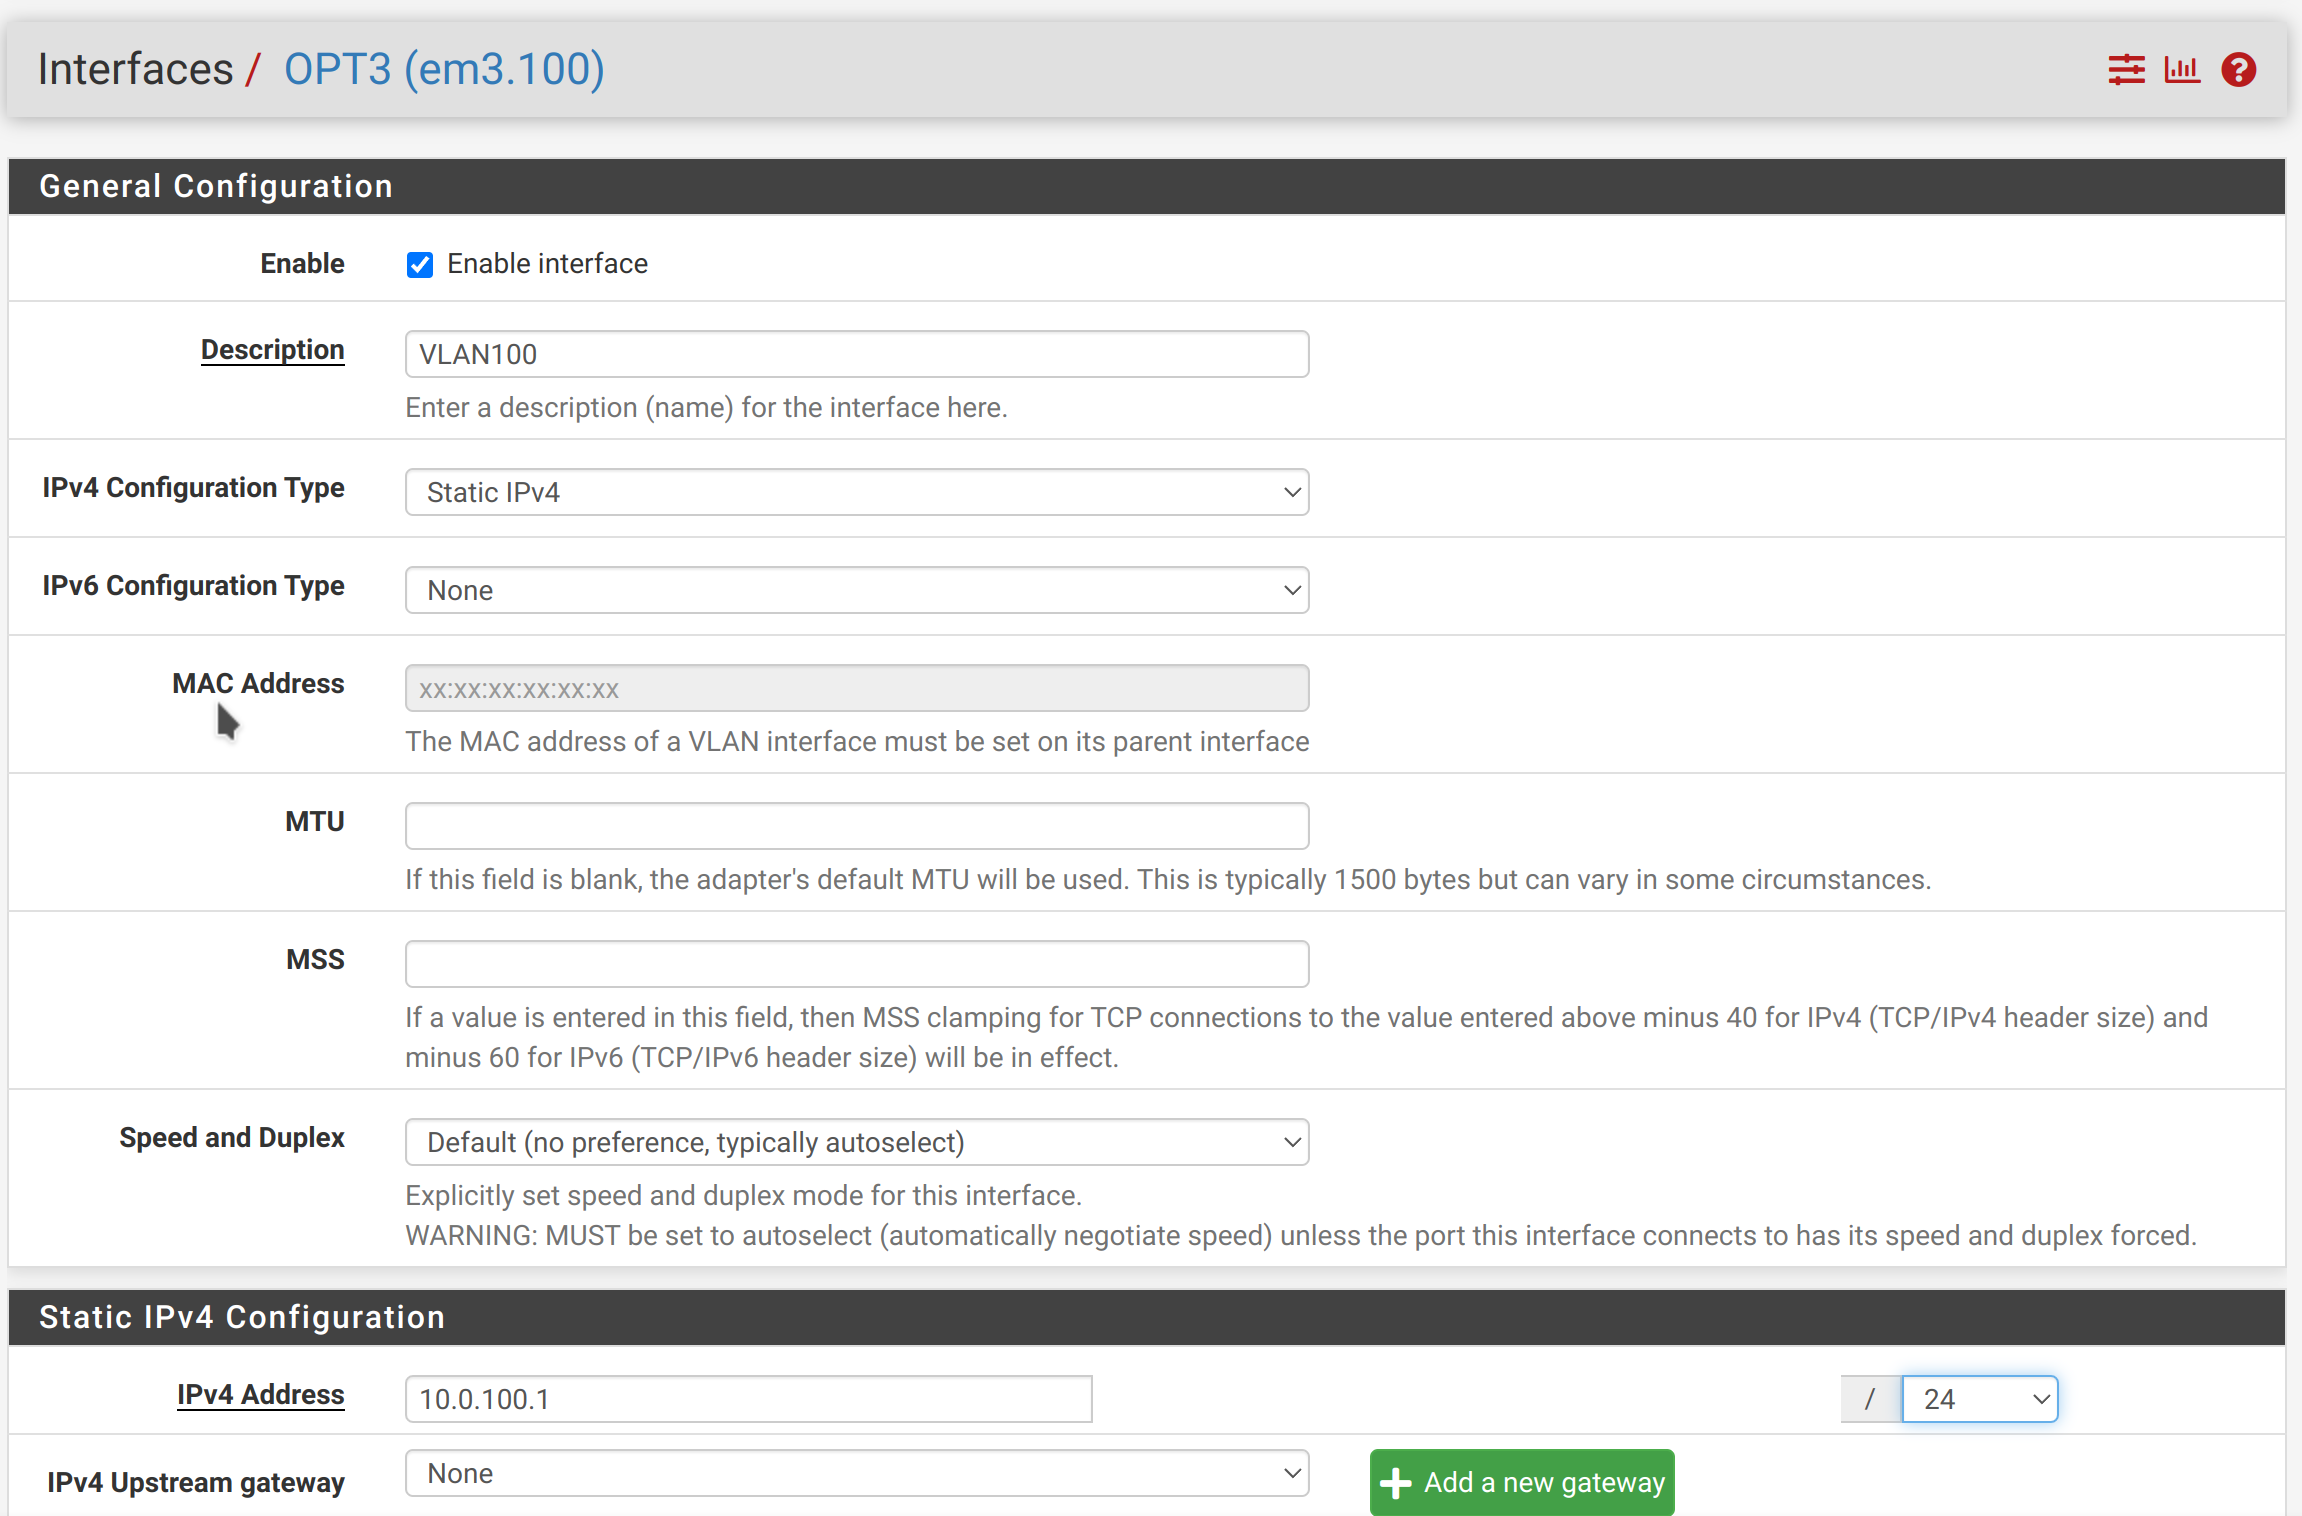 Interfaces / OPT3 (em3.100)
General Configuration
Enable
Enable interface
Description
VLAN100
Enter a description (name) for the interface here.
IPv4 Configuration Type
Static IPv4
IPv6 Configuration Type
None
MAC Address
xx:xx:xx:xx:xx:xx
The MAC address of a VLAN interface must be set on its parent interface
MTU
If this field is blank, the adapter's default MTU will be used. This is typically 1500 bytes but can vary in some circumstances.
MSS
If a value is entered in this field, then MSS clamping for TCP connections to the value entered above minus 40 for IPv4 (TCP/IPv4 header size) and
minus 60 for IPv6 (TCP/IPv6 header size) will be in effect.
Speed and Duplex
Default (no preference, typically autoselect)
Explicitly set speed and duplex mode for this interface.
WARNING: MUST be set to autoselect (automatically negotiate speed) unless the port this interface connects to has its speed and duplex forced.
Static IPv4 Configuration
IPv4 Address
10.0.100.1
/ 24
IPv4 Upstream gateway
None
Add a new gateway